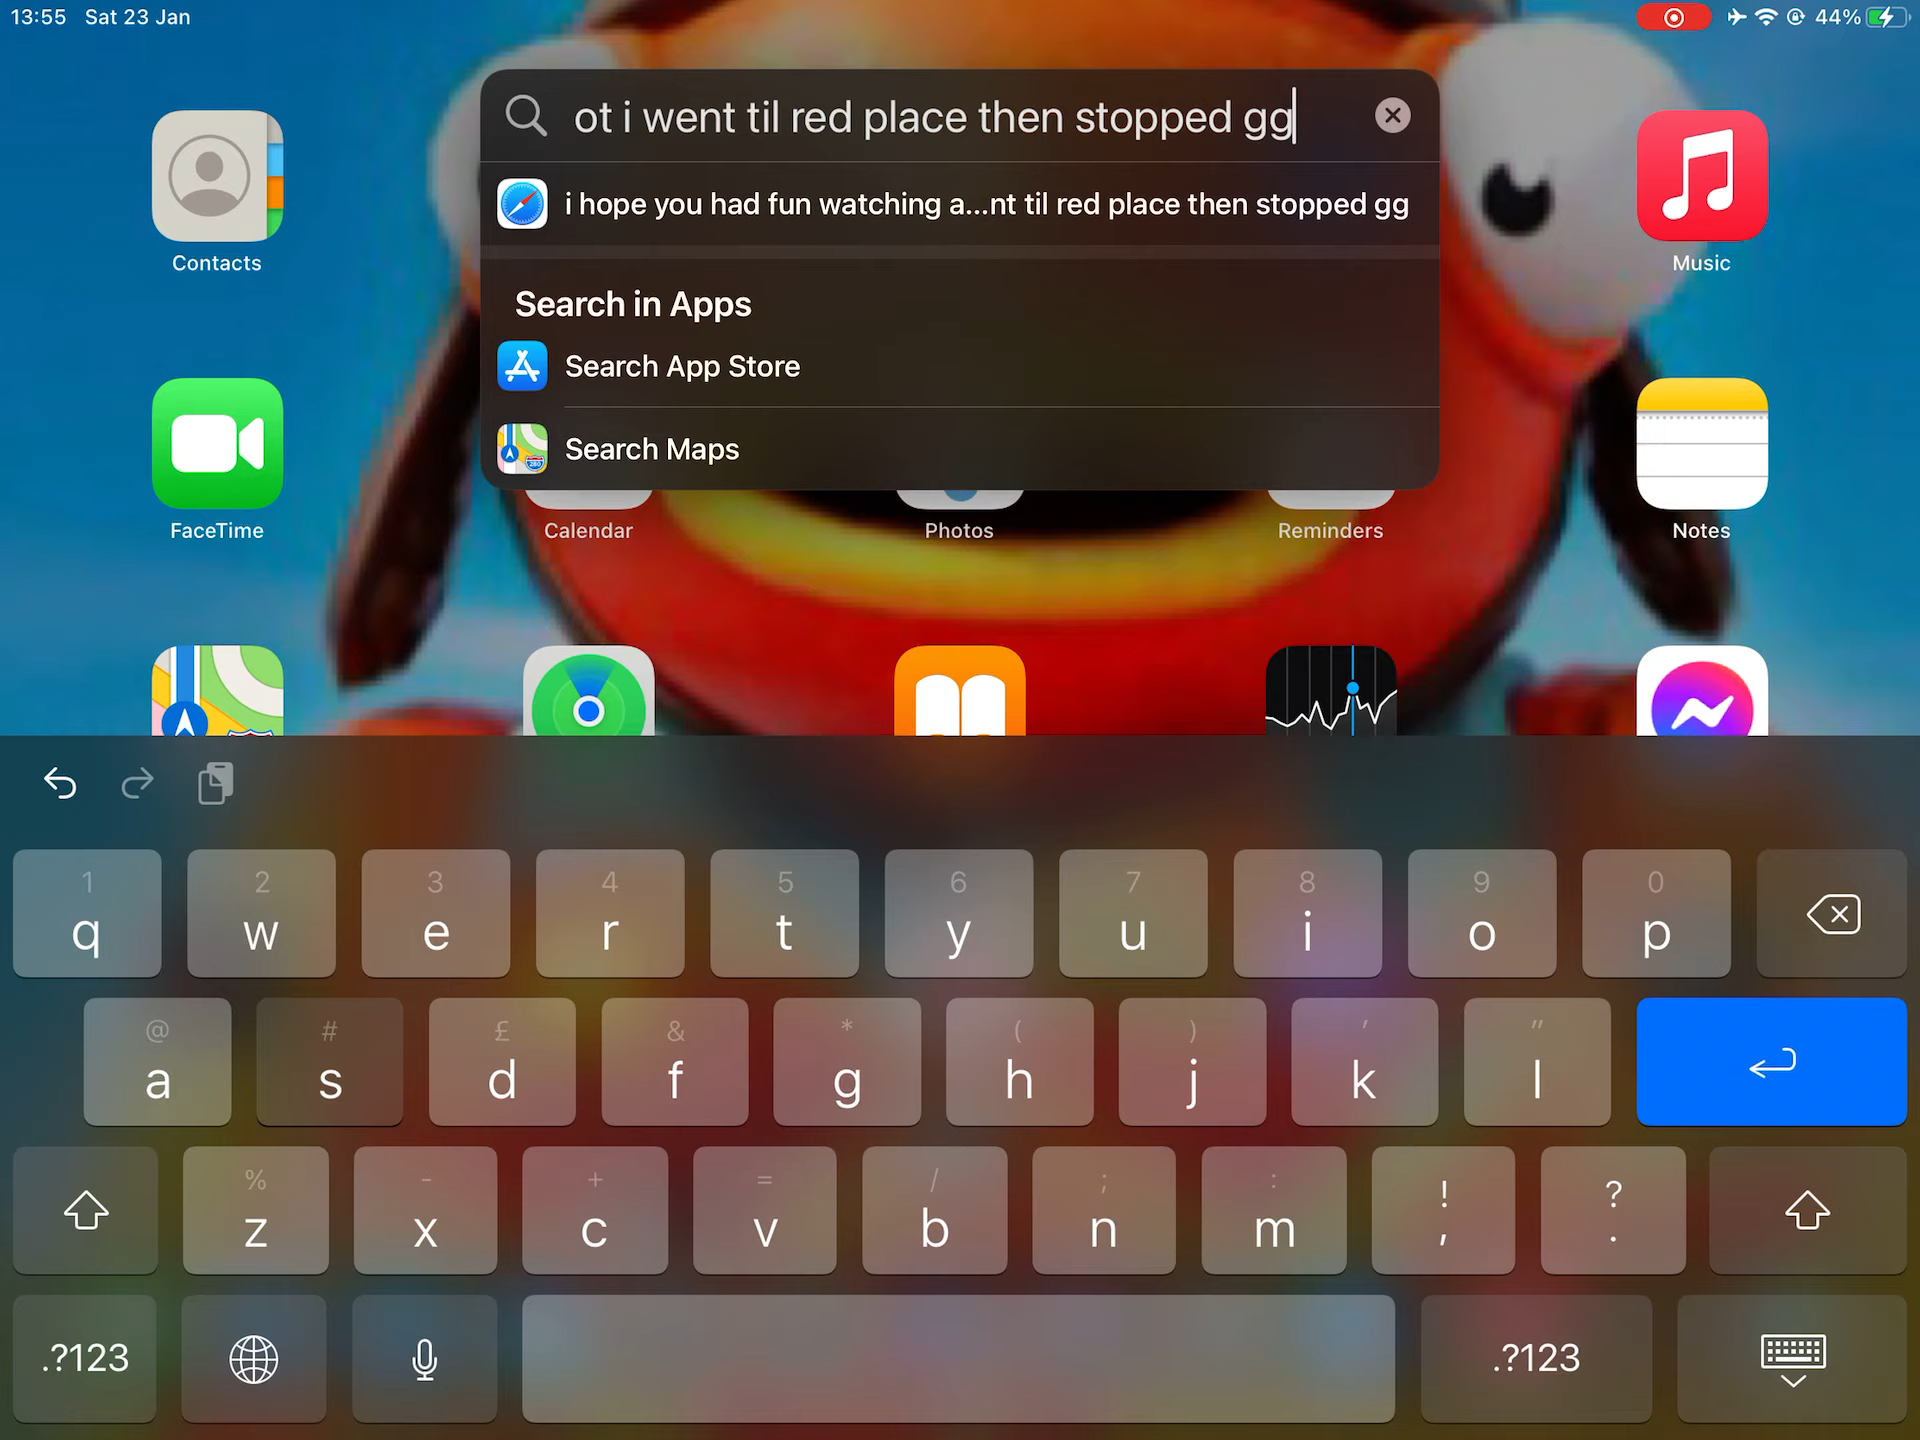 13:55 Sat 23 Jan 44%
ot i went til red place then stopped gg
i hope you had fun watching a...nt til red place then stopped gg
Search in Apps
Search App Store
Search Maps
Contacts
Music
FaceTime
Calendar
Photos
Reminders
Notes
1 2 3 4 5 6 7 8 9 0
q w e r t y u i o p
@ # £ & * ( ) ' "
a s d f g h j k l
% - + = / ; : ! ?
z x c v b n m , .
.?123 .?123